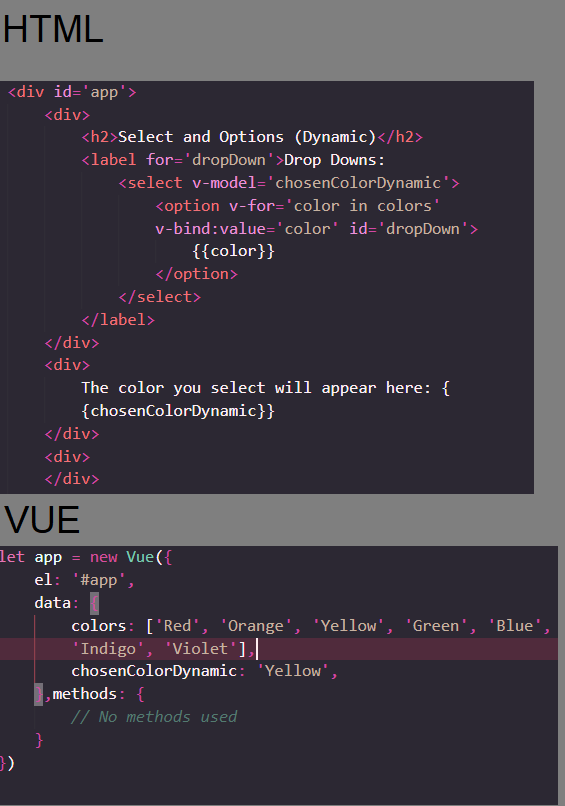 HTML
<div id='app'>
<div>
<h2>Select and Options (Dynamic)</h2>
<label for='dropDown'>Drop Downs:
<select v-model='chosenColorDynamic'>
<option v-for='color in colors'
v-bind:value='color' id='dropDown'>
{{color}}
</option>
</select>
</label>
</div>
<div>
The color you select will appear here: {
{chosenColorDynamic}}
</div>
<div>
</div>
VUE
let app = new Vue({
el: '#app',
data: {
colors: ['Red', 'Orange', 'Yellow', 'Green', 'Blue',
'Indigo', 'Violet'],
chosenColorDynamic: 'Yellow',
},methods: {
// No methods used
}
})